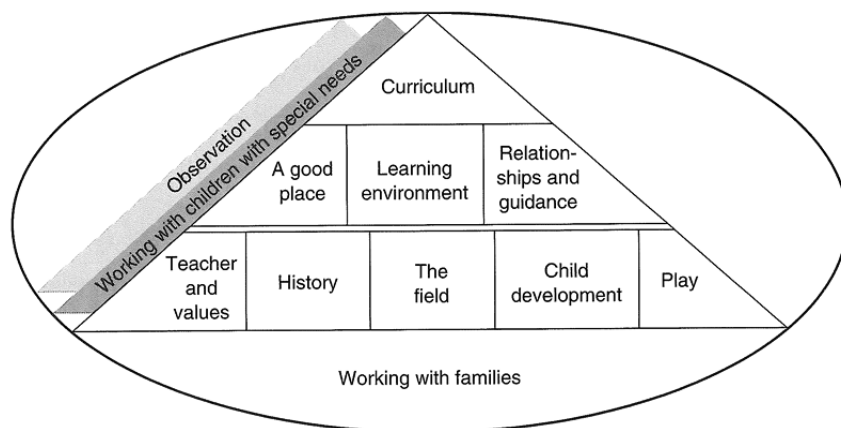 Observation
Working with children with special needs
Curriculum
A good
place
Learning
environment
Relation-
ships and
guidance
Teacher
and
values
History
The
field
Child
development
Play
Working with families